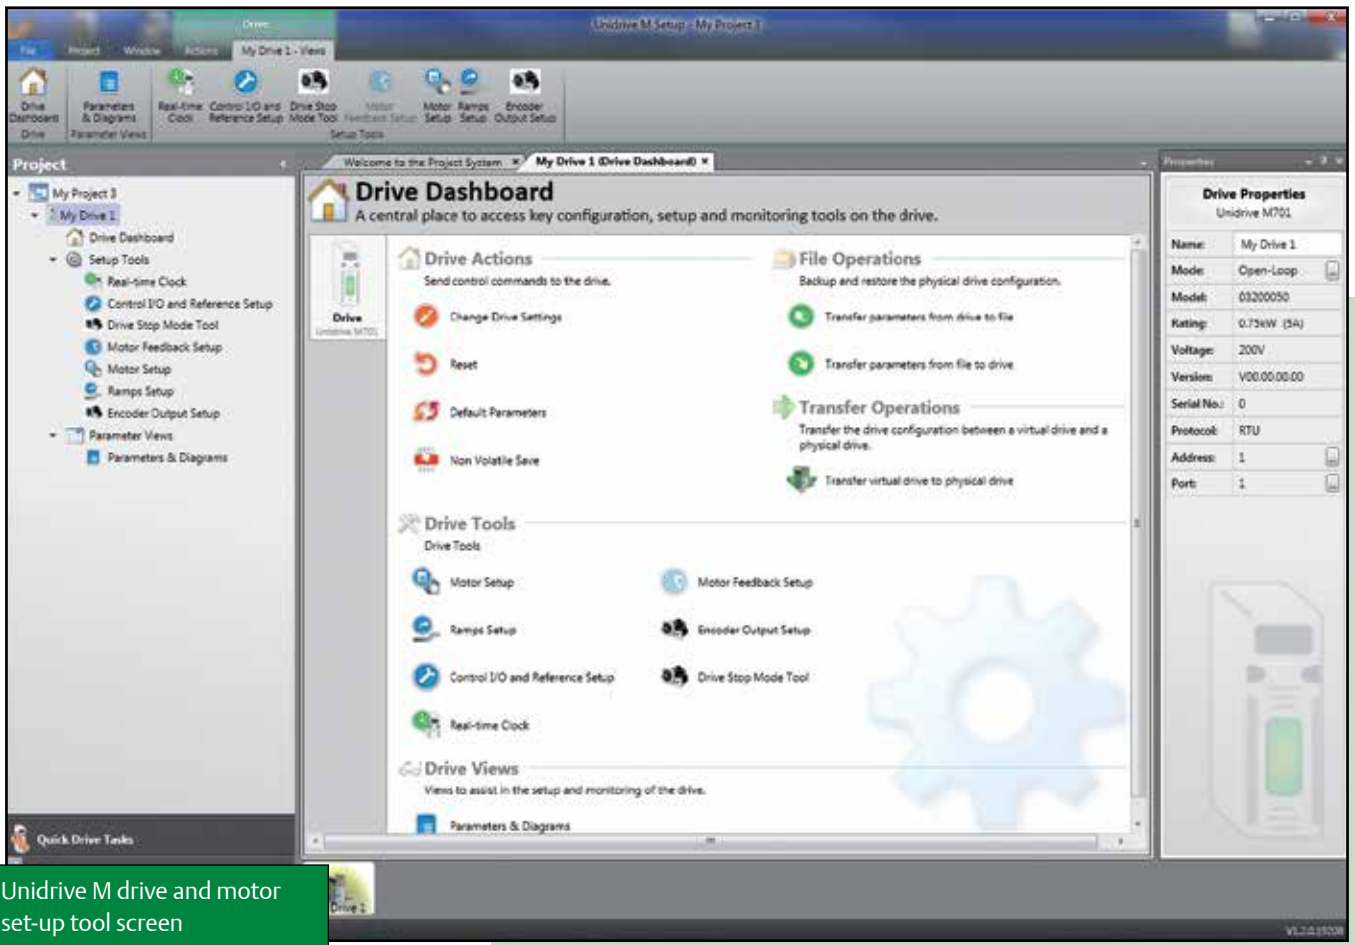 Drive
Unidrive M Setup - My Project 3
File Project Window Actions My Drive 1 - Views
Drive Dashboard
Parameters & Diagrams
Real-time Clock
Control I/O and Reference Setup
Drive Stop Mode Tool
Motor Feedback Setup
Motor Setup
Ramps Setup
Encoder Output Setup
Drive
Parameter Views
Setup Tools
Project
My Project 3
My Drive 1
Drive Dashboard
Setup Tools
Real-time Clock
Control I/O and Reference Setup
Drive Stop Mode Tool
Motor Feedback Setup
Motor Setup
Ramps Setup
Encoder Output Setup
Parameter Views
Parameters & Diagrams
Quick Drive Tasks
Welcome to the Project System
My Drive 1 (Drive Dashboard)
Drive Dashboard
A central place to access key configuration, setup and monitoring tools on the drive.
Drive
Unidrive M701
Drive Actions
Send control commands to the drive.
Change Drive Settings
Reset
Default Parameters
Non Volatile Save
File Operations
Backup and restore the physical drive configuration.
Transfer parameters from drive to file
Transfer parameters from file to drive
Transfer Operations
Transfer the drive configuration between a virtual drive and a
physical drive.
Transfer virtual drive to physical drive
Drive Tools
Drive Tools
Motor Setup
Motor Feedback Setup
Ramps Setup
Encoder Output Setup
Control I/O and Reference Setup
Drive Stop Mode Tool
Real-time Clock
Drive Views
Views to assist in the setup and monitoring of the drive.
Parameters & Diagrams
Properties
Drive Properties
Unidrive M701
Name: My Drive 1
Mode: Open-Loop
Model: 03200050
Rating: 0.75kW (5A)
Voltage: 200V
Version: V00.00.00.00
Serial No.: 0
Protocol: RTU
Address: 1
Port: 1
Drive 1
Unidrive M drive and motor
set-up tool screen